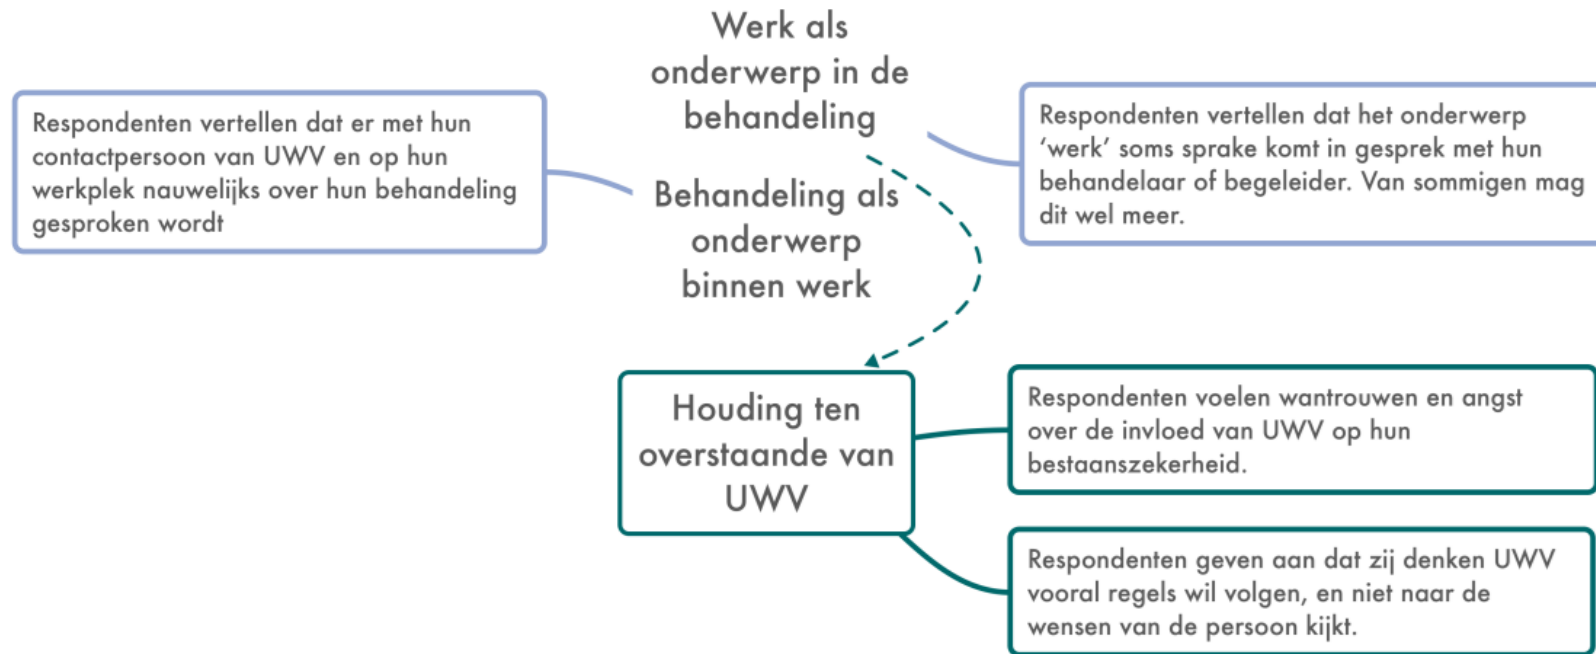 Werk als
onderwerp in de
behandeling
Respondenten vertellen dat er met hun
contactpersoon van UWV en op hun
werkplek nauwelijks over hun behandeling
gesproken wordt
Respondenten vertellen dat het onderwerp
‘werk’ soms sprake komt in gesprek met hun
behandelaar of begeleider. Van sommigen mag
dit wel meer.
Behandeling als
onderwerp
binnen werk
Houding ten
overstaande van
UWV
Respondenten voelen wantrouwen en angst
over de invloed van UWV op hun
bestaanszekerheid.
Respondenten geven aan dat zij denken UWV
vooral regels wil volgen, en niet naar de
wensen van de persoon kijkt.